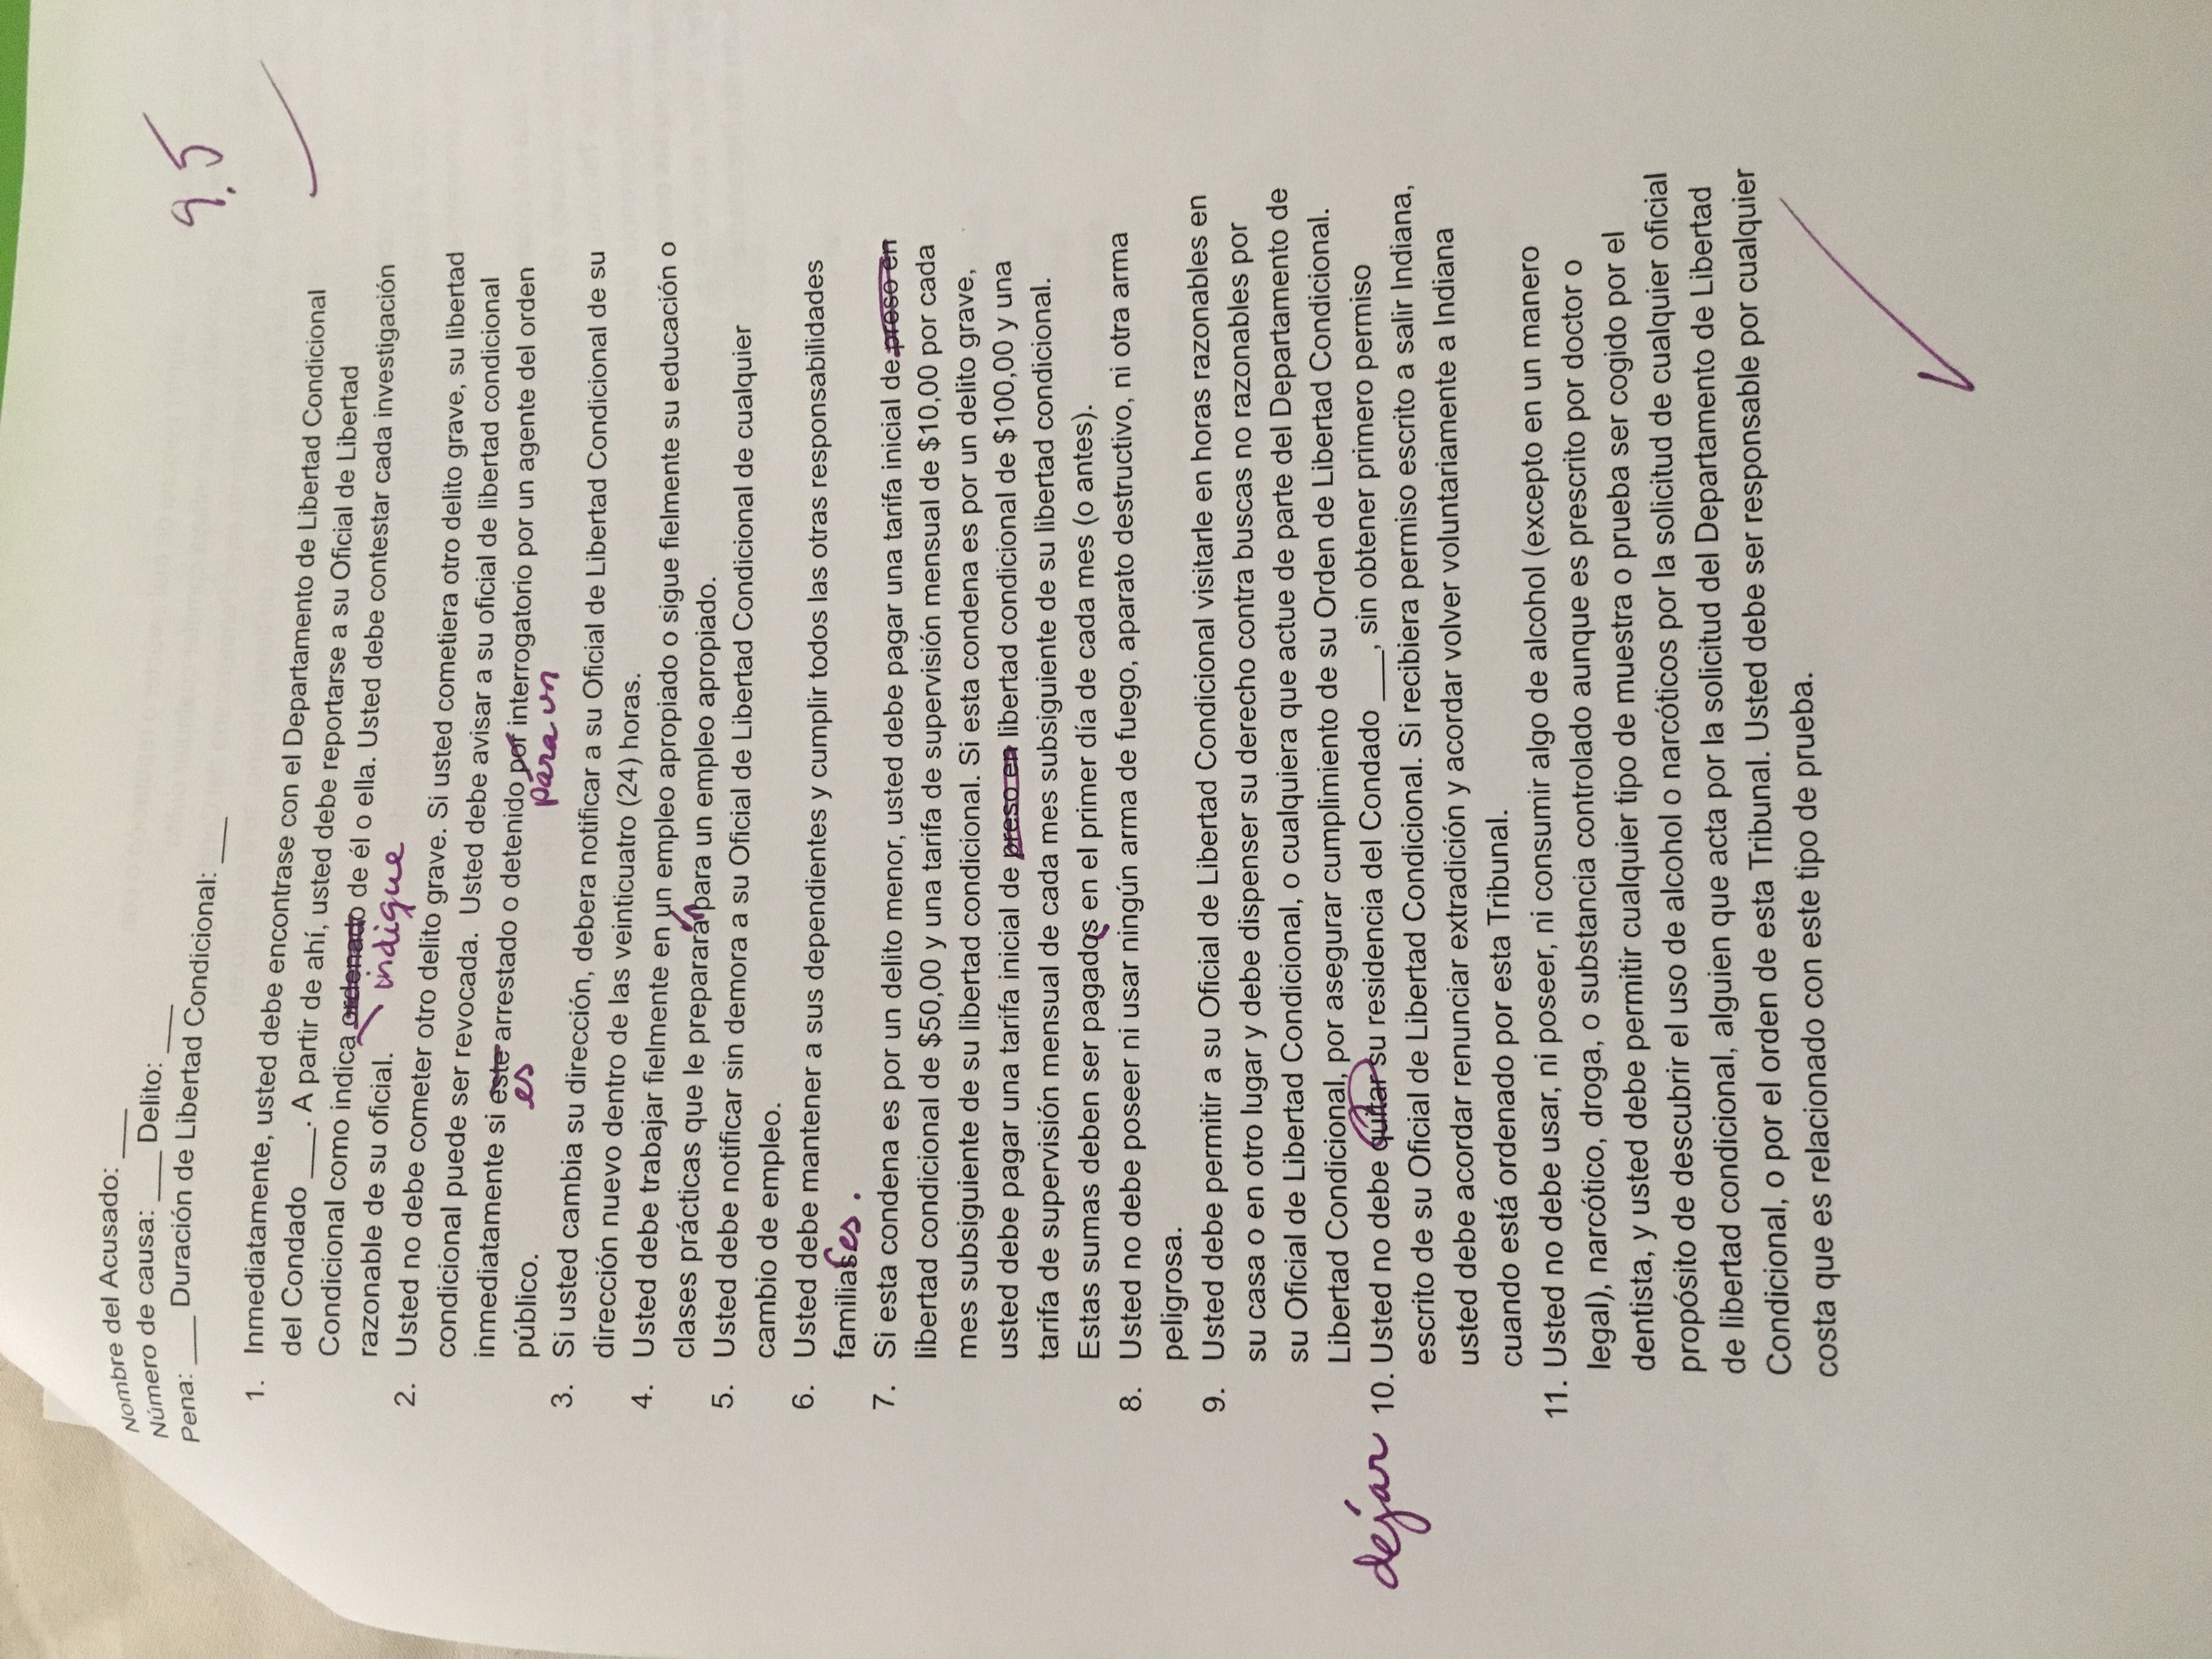 Nombre del Acusado: ___
Número de causa: ___ Delito: ___
Pena: ___ Duración de Libertad Condicional: ___
9.5
1. Inmediatamente, usted debe encontrase con el Departamento de Libertad Condicional
del Condado ___. A partir de ahí, usted debe reportarse a su Oficial de Libertad
Condicional como indica ordenado de él o ella. Usted debe contestar cada investigación
indique
razonable de su oficial.
2. Usted no debe cometer otro delito grave. Si usted cometiera otro delito grave, su libertad
condicional puede ser revocada. Usted debe avisar a su oficial de libertad condicional
inmediatamente si este arrestado o detenido por interrogatorio por un agente del orden
es para un
público.
3. Si usted cambia su dirección, debera notificar a su Oficial de Libertad Condicional de su
dirección nuevo dentro de las veinticuatro (24) horas.
4. Usted debe trabajar fielmente en un empleo apropiado o sigue fielmente su educación o
clases prácticas que le preparará para un empleo apropiado.
n
5. Usted debe notificar sin demora a su Oficial de Libertad Condicional de cualquier
cambio de empleo.
6. Usted debe mantener a sus dependientes y cumplir todos las otras responsabilidades
familiares.
7. Si esta condena es por un delito menor, usted debe pagar una tarifa inicial de preso en
libertad condicional de $50,00 y una tarifa de supervisión mensual de $10,00 por cada
mes subsiguiente de su libertad condicional. Si esta condena es por un delito grave,
usted debe pagar una tarifa inicial de preso en libertad condicional de $100,00 y una
tarifa de supervisión mensual de cada mes subsiguiente de su libertad condicional.
Estas sumas deben ser pagadas en el primer día de cada mes (o antes).
8. Usted no debe poseer ni usar ningún arma de fuego, aparato destructivo, ni otra arma
peligrosa.
9. Usted debe permitir a su Oficial de Libertad Condicional visitarle en horas razonables en
su casa o en otro lugar y debe dispenser su derecho contra buscas no razonables por
su Oficial de Libertad Condicional, o cualquiera que actue de parte del Departamento de
Libertad Condicional, por asegurar cumplimiento de su Orden de Libertad Condicional.
dejar 10. Usted no debe quitar su residencia del Condado ___, sin obtener primero permiso
escrito de su Oficial de Libertad Condicional. Si recibiera permiso escrito a salir Indiana,
usted debe acordar renunciar extradición y acordar volver voluntariamente a Indiana
cuando está ordenado por esta Tribunal.
11. Usted no debe usar, ni poseer, ni consumir algo de alcohol (excepto en un manero
legal), narcótico, droga, o substancia controlado aunque es prescrito por doctor o
dentista, y usted debe permitir cualquier tipo de muestra o prueba ser cogido por el
propósito de descubrir el uso de alcohol o narcóticos por la solicitud de cualquier oficial
de libertad condicional, alguien que acta por la solicitud del Departamento de Libertad
Condicional, o por el orden de esta Tribunal. Usted debe ser responsable por cualquier
costa que es relacionado con este tipo de prueba.